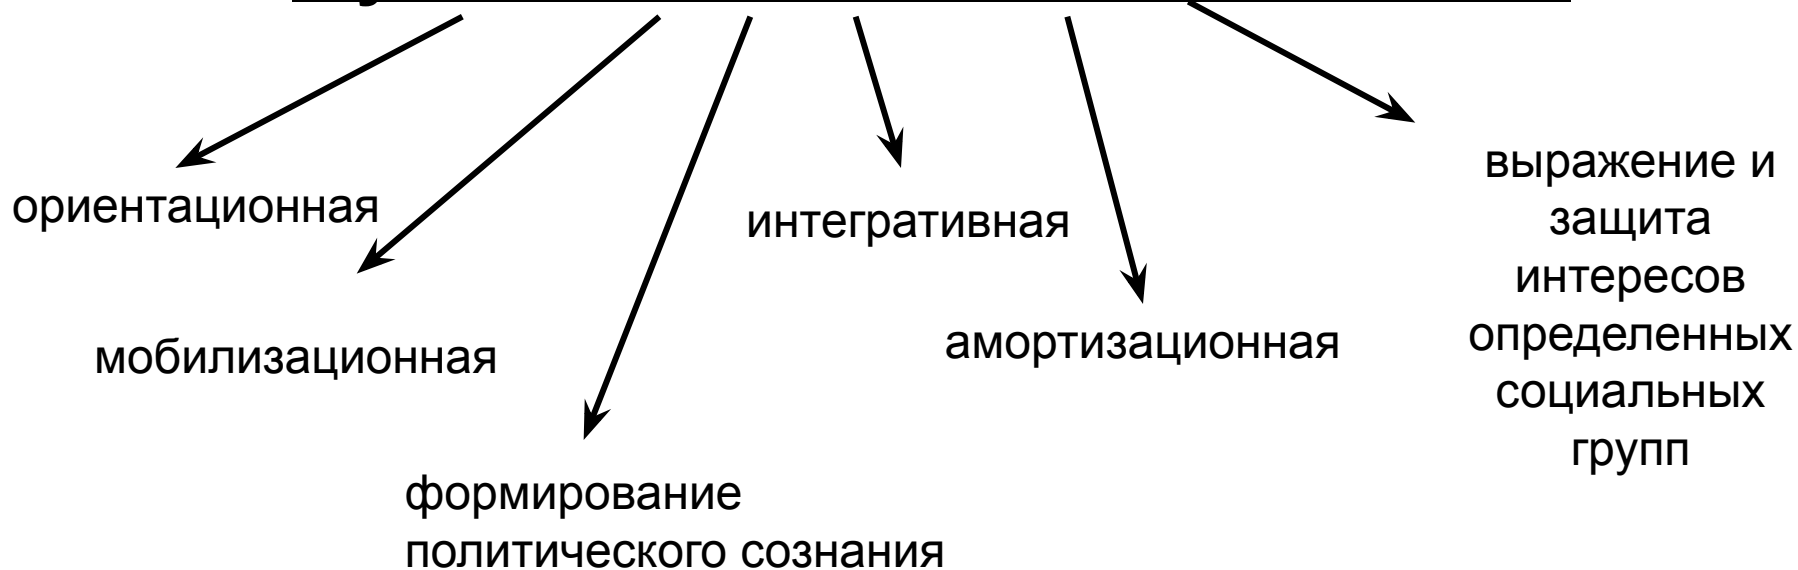 ориентационная
мобилизационная
формирование
политического сознания
интегративная
амортизационная
выражение и
защита
интересов
определенных
социальных
групп